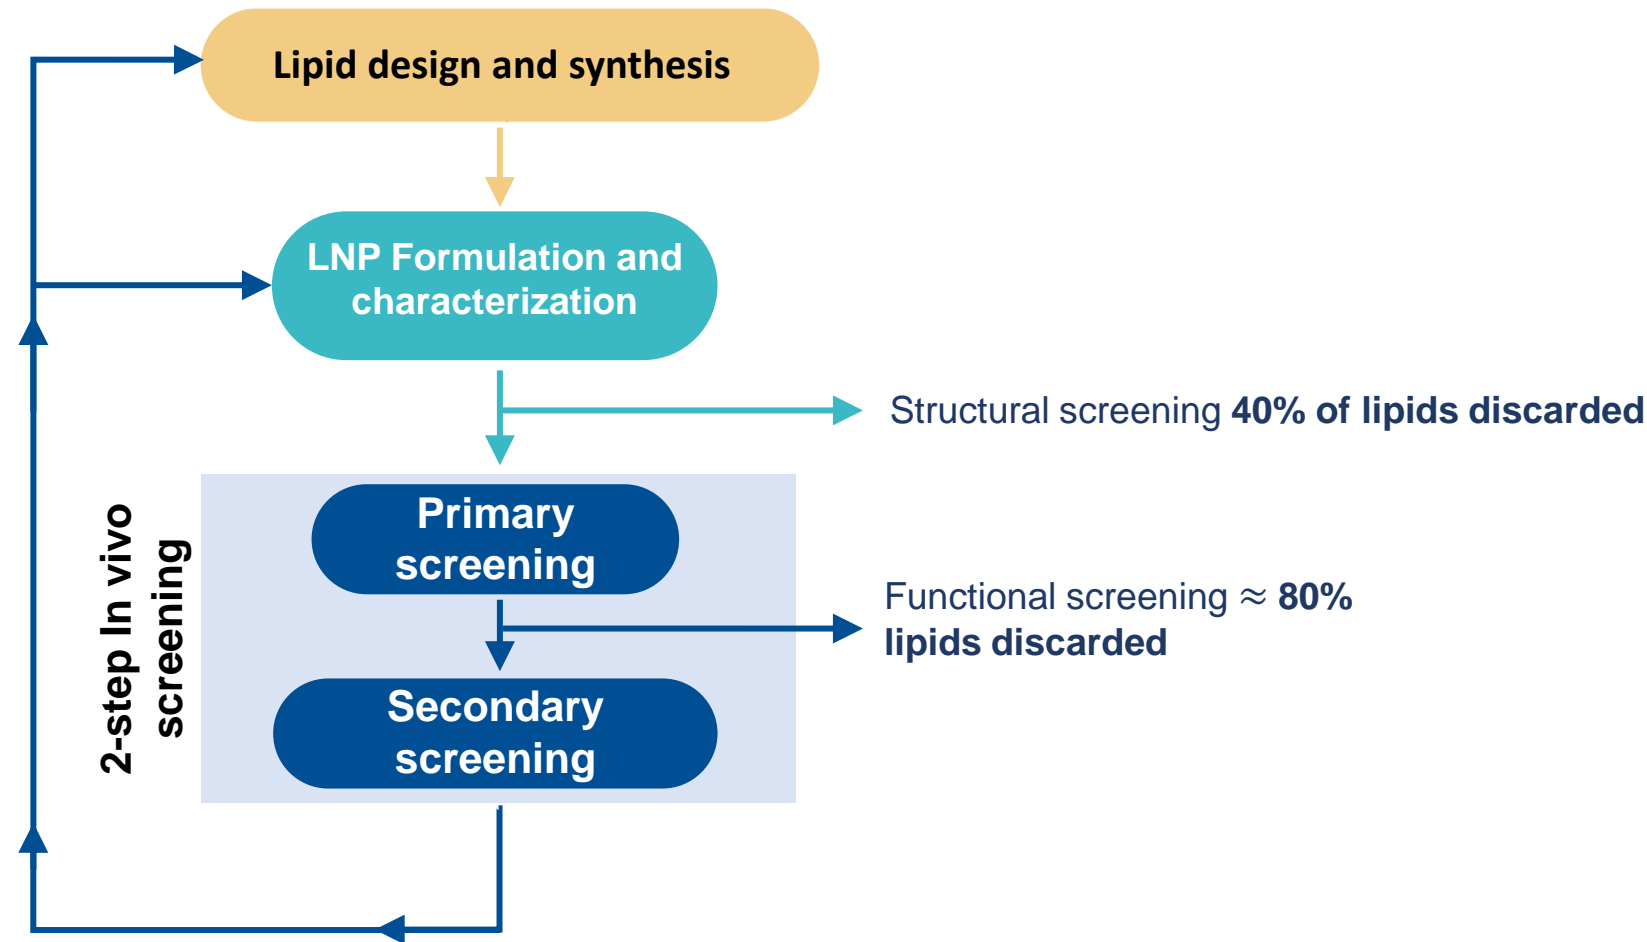 Lipid design and synthesis
LNP Formulation and
characterization
Structural screening 40% of lipids discarded
2-step In vivo
screening
Primary
screening
Functional screening ≈ 80%
lipids discarded
Secondary
screening